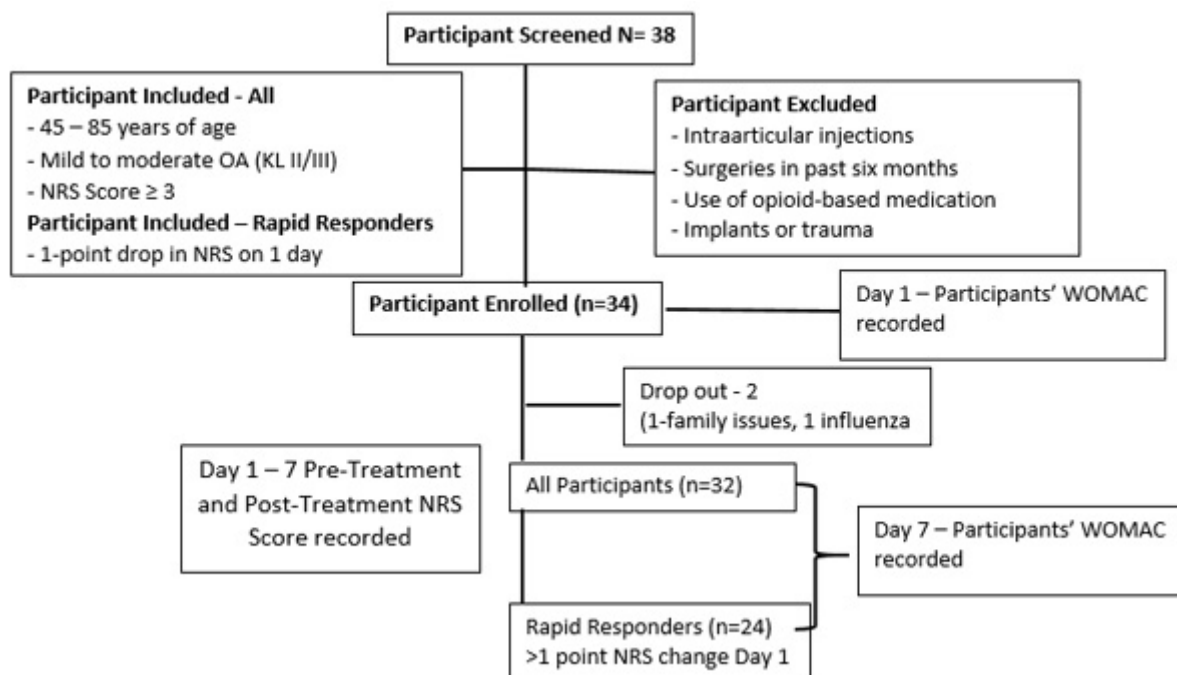 Participant Screened N= 38
Participant Included - All
- 45 – 85 years of age
- Mild to moderate OA (KL II/III)
- NRS Score ≥ 3
Participant Included – Rapid Responders
- 1-point drop in NRS on 1 day
Participant Excluded
- Intraarticular injections
- Surgeries in past six months
- Use of opioid-based medication
- Implants or trauma
Participant Enrolled (n=34)
Day 1 – Participants’ WOMAC
recorded
Drop out - 2
(1-family issues, 1 influenza
Day 1 – 7 Pre-Treatment
and Post-Treatment NRS
Score recorded
All Participants (n=32)
Day 7 – Participants’ WOMAC
recorded
Rapid Responders (n=24)
>1 point NRS change Day 1